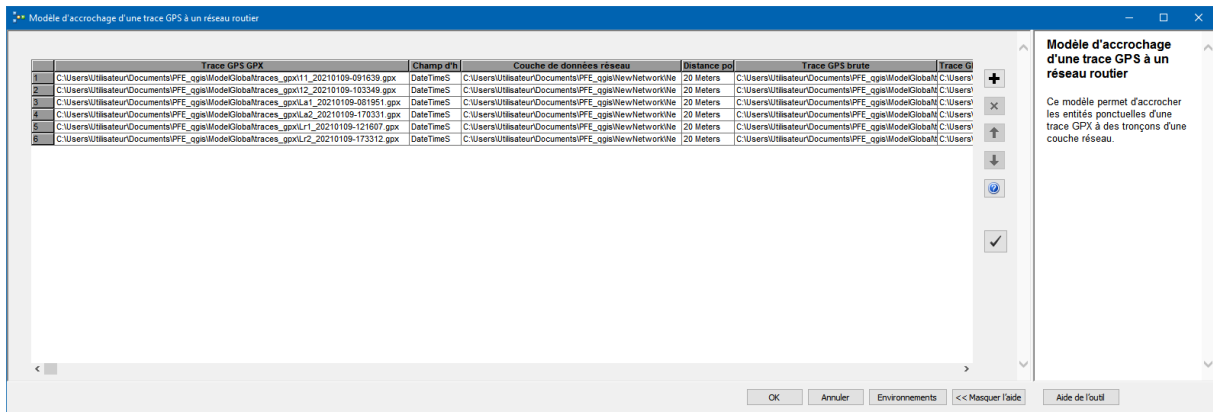 Modèle d'accrochage d'une trace GPS à un réseau routier
Trace GPS GPX Champ d'h Couche de données réseau Distance po Trace GPS brute Trace G
1 C:\Users\Utilisateur\Documents\PFE_qgis\ModelGlobal\traces_gpx\11_20210109-091639.gpx DateTimeS C:\Users\Utilisateur\Documents\PFE_qgis\NewNetwork\Ne 20 Meters C:\Users\Utilisateur\Documents\PFE_qgis\ModelGlobal\t C:\Users\
2 C:\Users\Utilisateur\Documents\PFE_qgis\ModelGlobal\traces_gpx\12_20210109-103349.gpx DateTimeS C:\Users\Utilisateur\Documents\PFE_qgis\NewNetwork\Ne 20 Meters C:\Users\Utilisateur\Documents\PFE_qgis\ModelGlobal\t C:\Users\
3 C:\Users\Utilisateur\Documents\PFE_qgis\ModelGlobal\traces_gpx\La1_20210109-081951.gpx DateTimeS C:\Users\Utilisateur\Documents\PFE_qgis\NewNetwork\Ne 20 Meters C:\Users\Utilisateur\Documents\PFE_qgis\ModelGlobal\t C:\Users\
4 C:\Users\Utilisateur\Documents\PFE_qgis\ModelGlobal\traces_gpx\La2_20210109-170331.gpx DateTimeS C:\Users\Utilisateur\Documents\PFE_qgis\NewNetwork\Ne 20 Meters C:\Users\Utilisateur\Documents\PFE_qgis\ModelGlobal\t C:\Users\
5 C:\Users\Utilisateur\Documents\PFE_qgis\ModelGlobal\traces_gpx\Lr1_20210109-121607.gpx DateTimeS C:\Users\Utilisateur\Documents\PFE_qgis\NewNetwork\Ne 20 Meters C:\Users\Utilisateur\Documents\PFE_qgis\ModelGlobal\t C:\Users\
6 C:\Users\Utilisateur\Documents\PFE_qgis\ModelGlobal\traces_gpx\Lr2_20210109-173312.gpx DateTimeS C:\Users\Utilisateur\Documents\PFE_qgis\NewNetwork\Ne 20 Meters C:\Users\Utilisateur\Documents\PFE_qgis\ModelGlobal\t C:\Users\
Modèle d'accrochage
d'une trace GPS à un
réseau routier
Ce modèle permet d'accrocher
les entités ponctuelles d'une
trace GPX à des tronçons d'une
couche réseau.
OK Annuler Environnements << Masquer l'aide Aide de l'outil